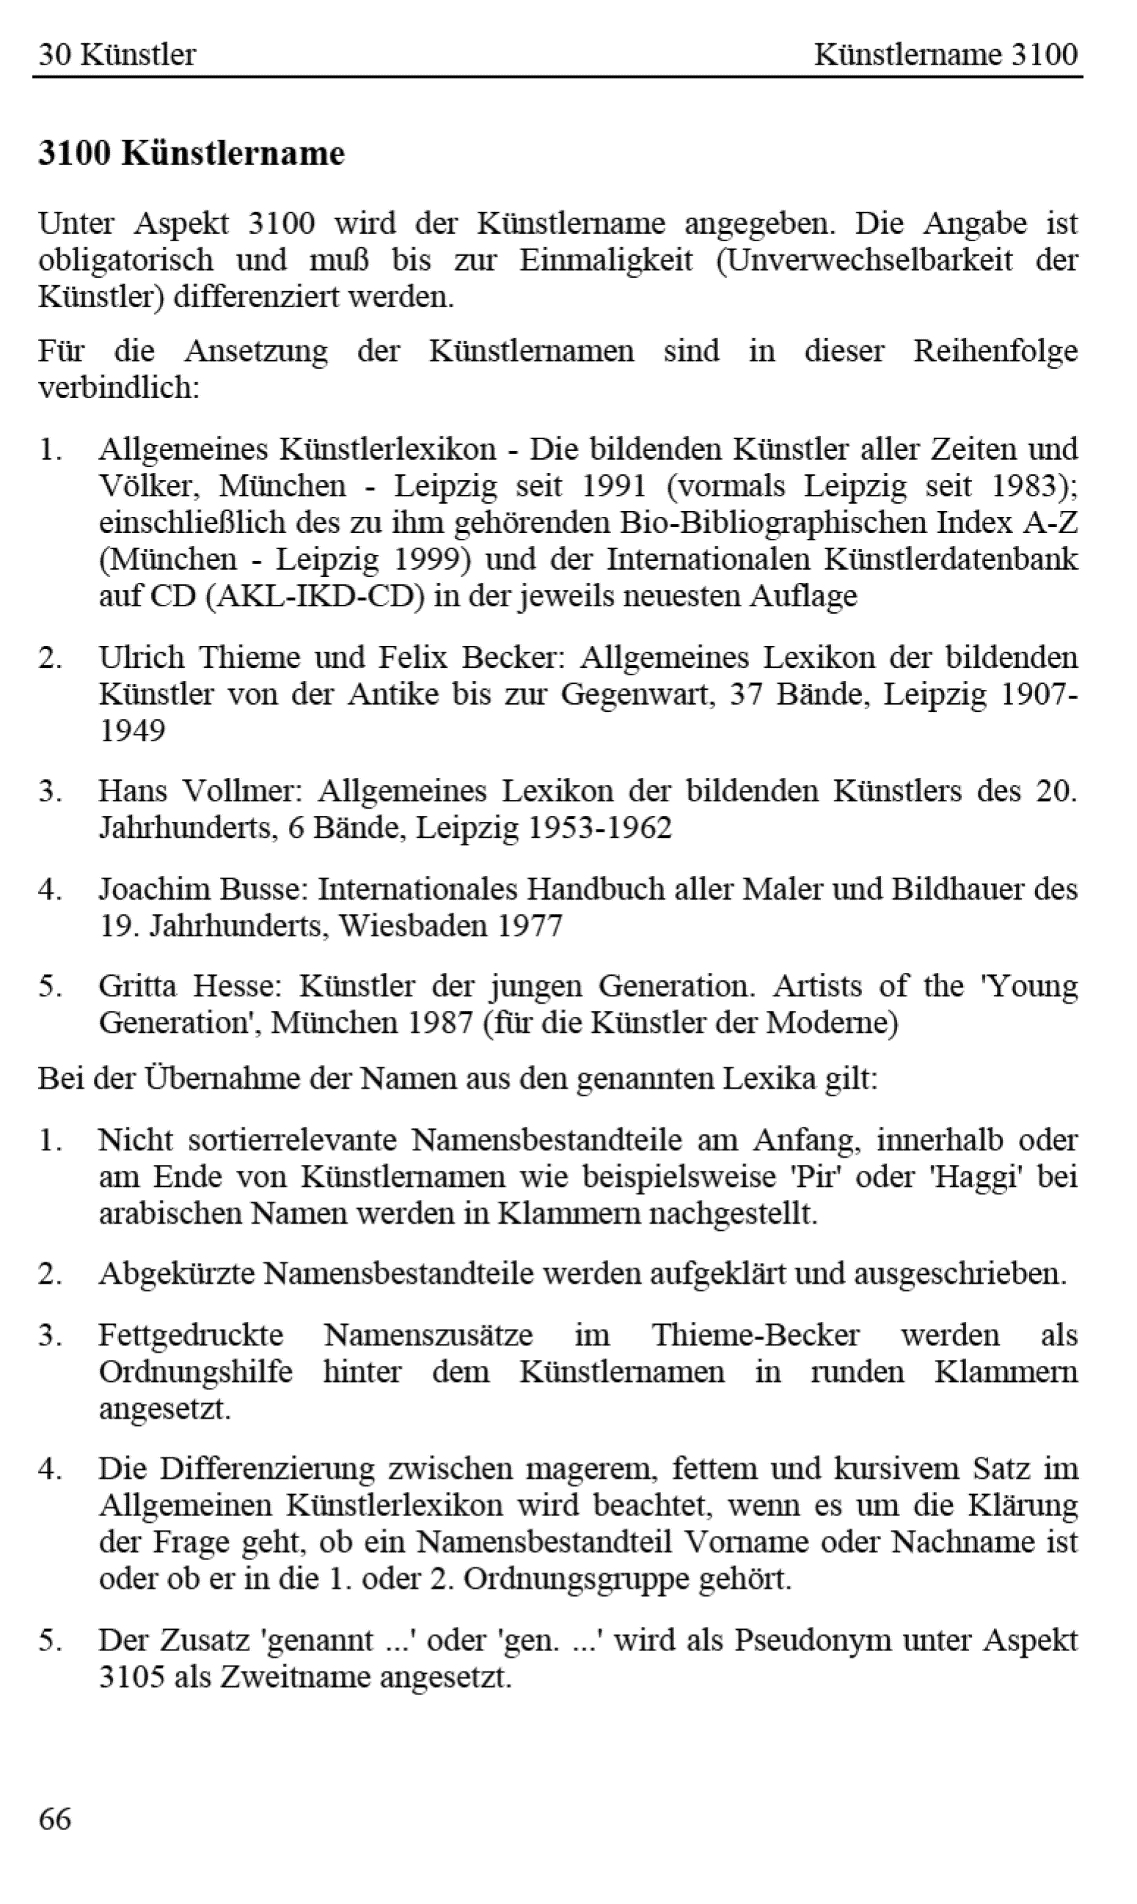 30 Künstler Künstlername 3100
3100 Künstlername
Unter Aspekt 3100 wird der Künstlername angegeben. Die Angabe ist
obligatorisch und muß bis zur Einmaligkeit (Unverwechselbarkeit der
Künstler) differenziert werden.
Für die Ansetzung der Künstlernamen sind in dieser Reihenfolge
verbindlich:
1. Allgemeines Künstlerlexikon - Die bildenden Künstler aller Zeiten und
Völker, München - Leipzig seit 1991 (vormals Leipzig seit 1983);
einschließlich des zu ihm gehörenden Bio-Bibliographischen Index A-Z
(München - Leipzig 1999) und der Internationalen Künstlerdatenbank
auf CD (AKL-IKD-CD) in der jeweils neuesten Auflage
2. Ulrich Thieme und Felix Becker: Allgemeines Lexikon der bildenden
Künstler von der Antike bis zur Gegenwart, 37 Bände, Leipzig 1907-
1949
3. Hans Vollmer: Allgemeines Lexikon der bildenden Künstlers des 20.
Jahrhunderts, 6 Bände, Leipzig 1953-1962
4. Joachim Busse: Internationales Handbuch aller Maler und Bildhauer des
19. Jahrhunderts, Wiesbaden 1977
5. Gritta Hesse: Künstler der jungen Generation. Artists of the 'Young
Generation', München 1987 (für die Künstler der Moderne)
Bei der Übernahme der Namen aus den genannten Lexika gilt:
1. Nicht sortierrelevante Namensbestandteile am Anfang, innerhalb oder
am Ende von Künstlernamen wie beispielsweise 'Pir' oder 'Haggi' bei
arabischen Namen werden in Klammern nachgestellt.
2. Abgekürzte Namensbestandteile werden aufgeklärt und ausgeschrieben.
3. Fettgedruckte Namenszusätze im Thieme-Becker werden als
Ordnungshilfe hinter dem Künstlernamen in runden Klammern
angesetzt.
4. Die Differenzierung zwischen magerem, fettem und kursivem Satz im
Allgemeinen Künstlerlexikon wird beachtet, wenn es um die Klärung
der Frage geht, ob ein Namensbestandteil Vorname oder Nachname ist
oder ob er in die 1. oder 2. Ordnungsgruppe gehört.
5. Der Zusatz 'genannt ...' oder 'gen. ...' wird als Pseudonym unter Aspekt
3105 als Zweitname angesetzt.
66